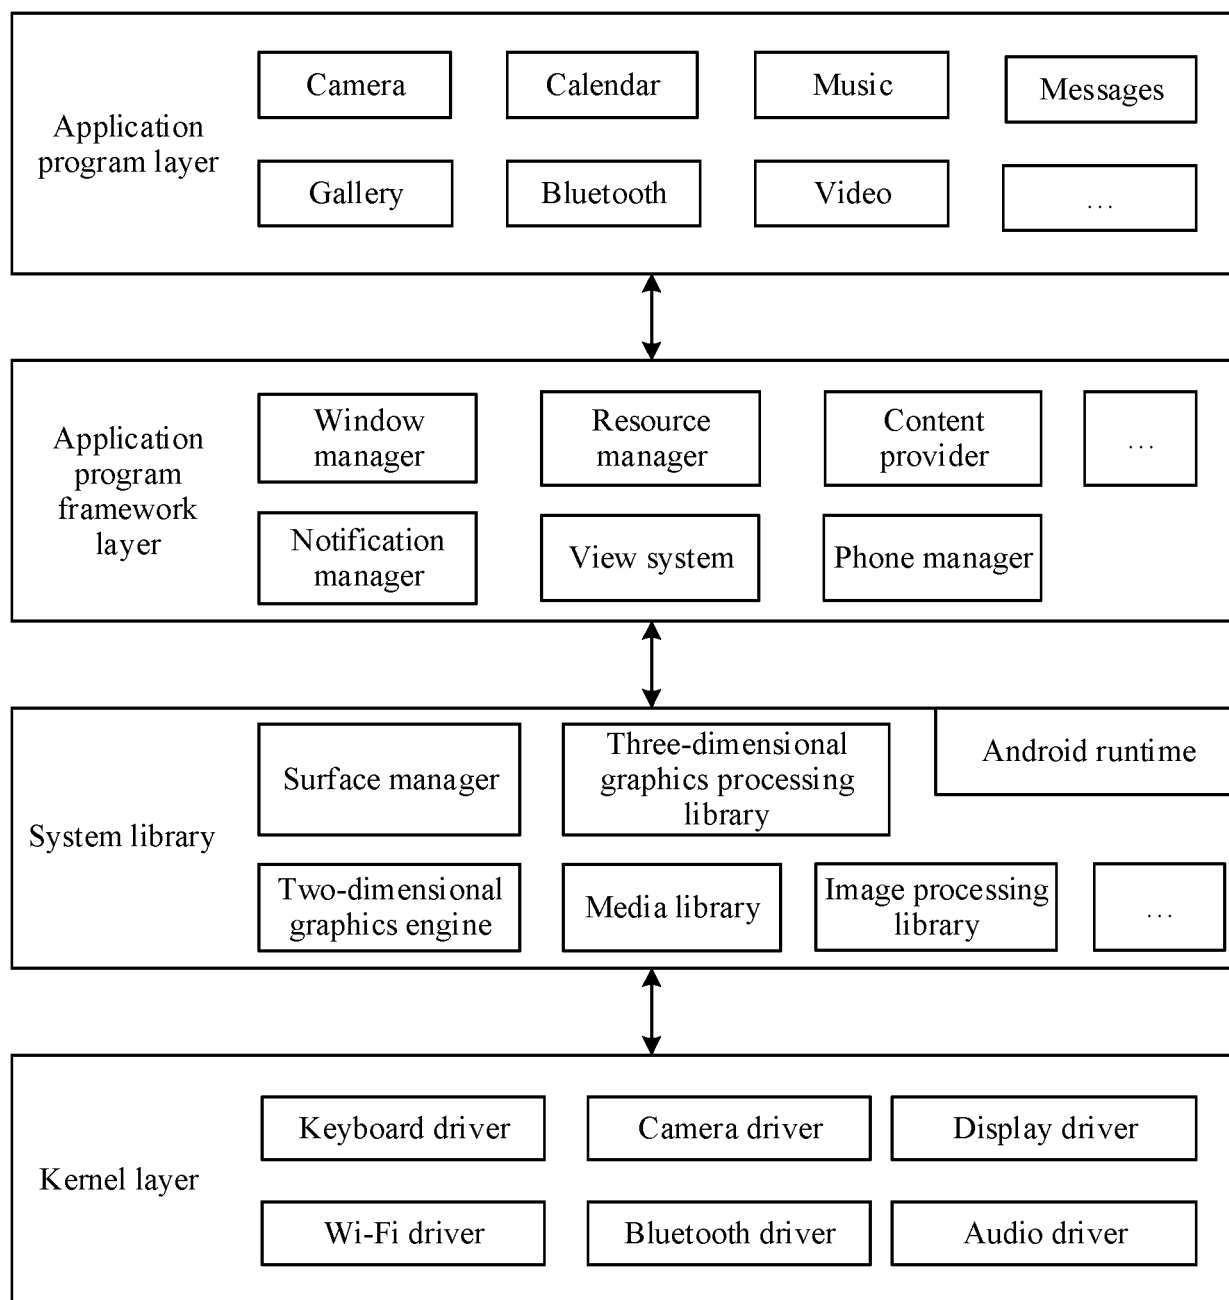 Camera
Calendar
Music
Messages
Application
program layer
Gallery
Bluetooth
Video
...
Window
manager
Resource
manager
Content
provider
...
Application
program
framework
layer
Notification
manager
View system
Phone manager
Surface manager
Three-dimensional
graphics processing
library
Android runtime
System library
Two-dimensional
graphics engine
Media library
Image processing
library
...
Keyboard driver
Camera driver
Display driver
Kernel layer
Wi-Fi driver
Bluetooth driver
Audio driver